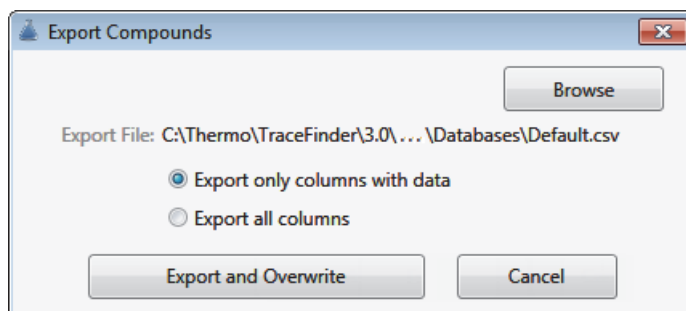 Export Compounds
Browse
Export File: C:\Thermo\TraceFinder\3.0\... \Databases\Default.csv
Export only columns with data
Export all columns
Export and Overwrite Cancel